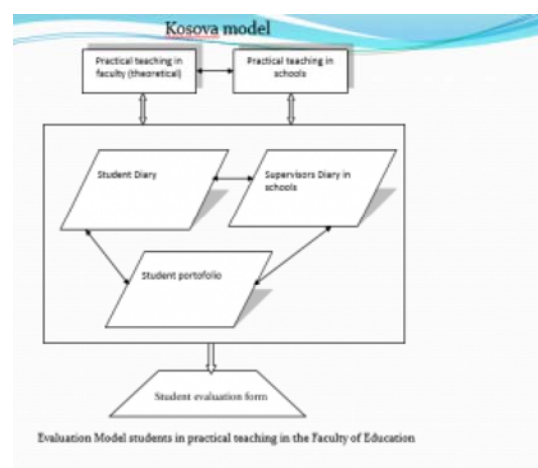 Kosova model
Practical teaching in
faculty (theoretical)
Practical teaching in
schools
Student Diary
Supervisors Diary in
schools
Student portofolio
Student evaluation form
Evaluation Model students in practical teaching in the Faculty of Education